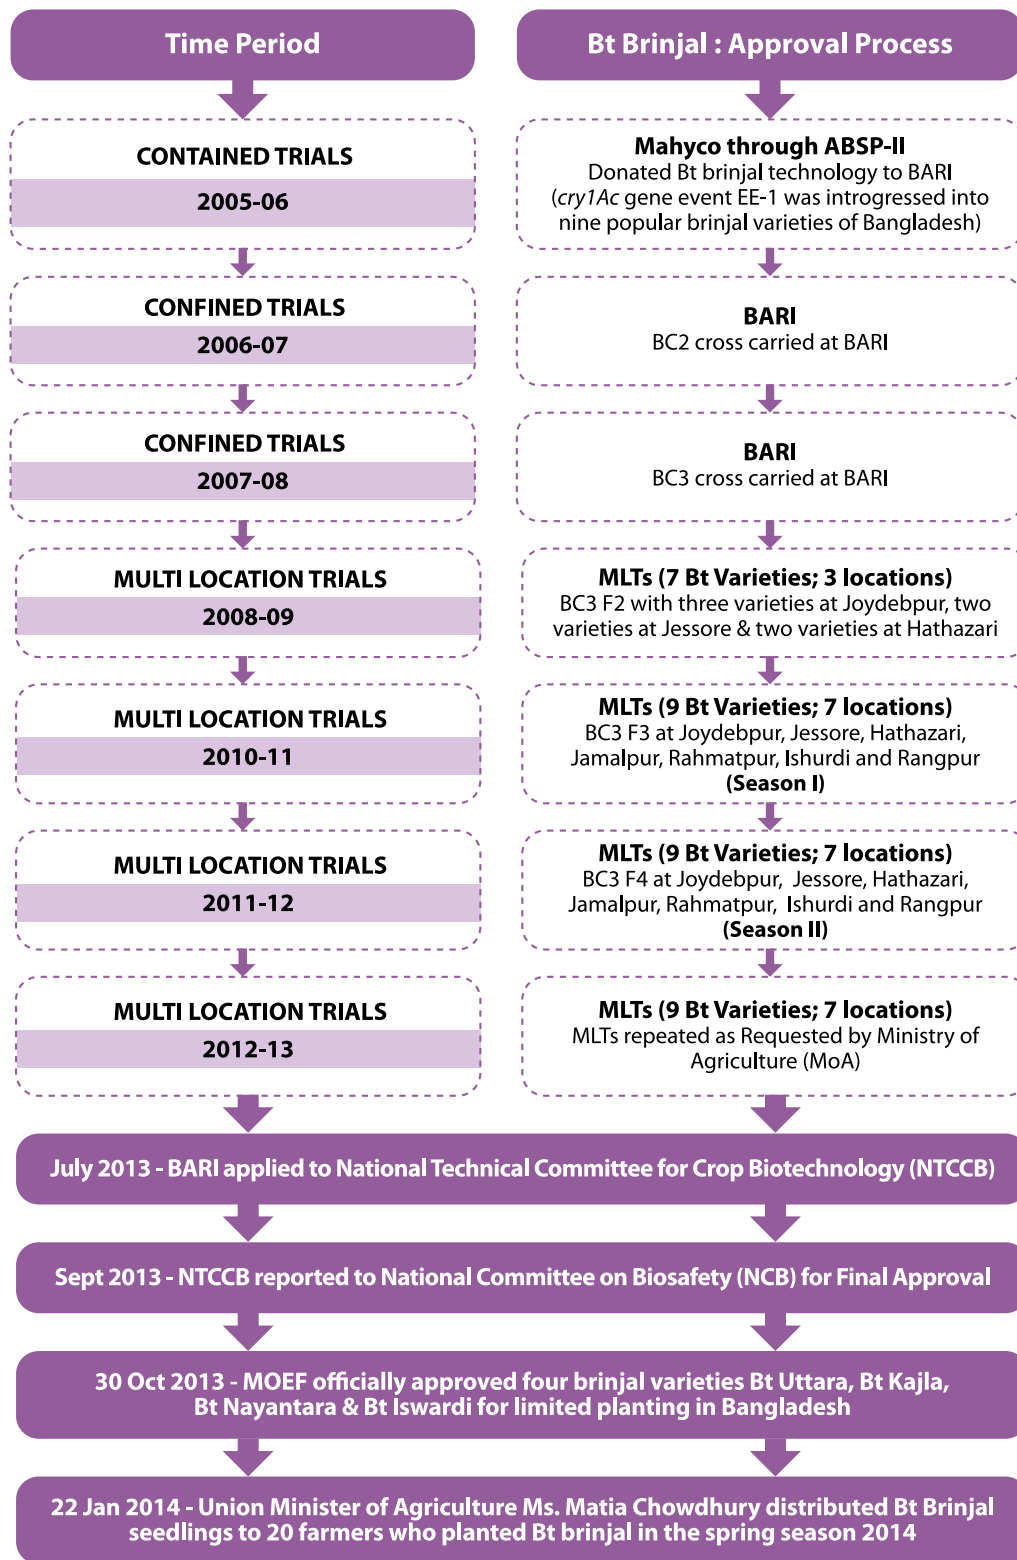 Time Period
Bt Brinjal : Approval Process
CONTAINED TRIALS
2005-06
Mahyco through ABSP-II
Donated Bt brinjal technology to BARI
(cry1Ac gene event EE-1 was introgressed into
nine popular brinjal varieties of Bangladesh)
CONFINED TRIALS
2006-07
BARI
BC2 cross carried at BARI
CONFINED TRIALS
2007-08
BARI
BC3 cross carried at BARI
MULTI LOCATION TRIALS
2008-09
MLTs (7 Bt Varieties; 3 locations)
BC3 F2 with three varieties at Joydebpur, two
varieties at Jessore & two varieties at Hathazari
MULTI LOCATION TRIALS
2010-11
MLTs (9 Bt Varieties; 7 locations)
BC3 F3 at Joydebpur, Jessore, Hathazari,
Jamalpur, Rahmatpur, Ishurdi and Rangpur
(Season I)
MULTI LOCATION TRIALS
2011-12
MLTs (9 Bt Varieties; 7 locations)
BC3 F4 at Joydebpur, Jessore, Hathazari,
Jamalpur, Rahmatpur, Ishurdi and Rangpur
(Season II)
MULTI LOCATION TRIALS
2012-13
MLTs (9 Bt Varieties; 7 locations)
MLTs repeated as Requested by Ministry of
Agriculture (MoA)
July 2013 - BARI applied to National Technical Committee for Crop Biotechnology (NTCCB)
Sept 2013 - NTCCB reported to National Committee on Biosafety (NCB) for Final Approval
30 Oct 2013 - MOEF officially approved four brinjal varieties Bt Uttara, Bt Kajla,
Bt Nayantara & Bt Iswardi for limited planting in Bangladesh
22 Jan 2014 - Union Minister of Agriculture Ms. Matia Chowdhury distributed Bt Brinjal
seedlings to 20 farmers who planted Bt brinjal in the spring season 2014